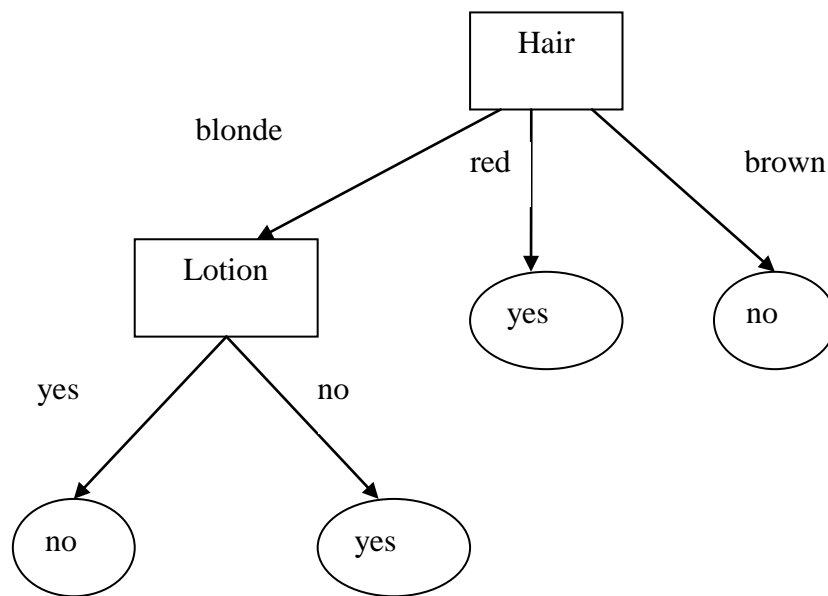 Hair
blonde
red
brown
Lotion
yes
no
yes
no
no
yes